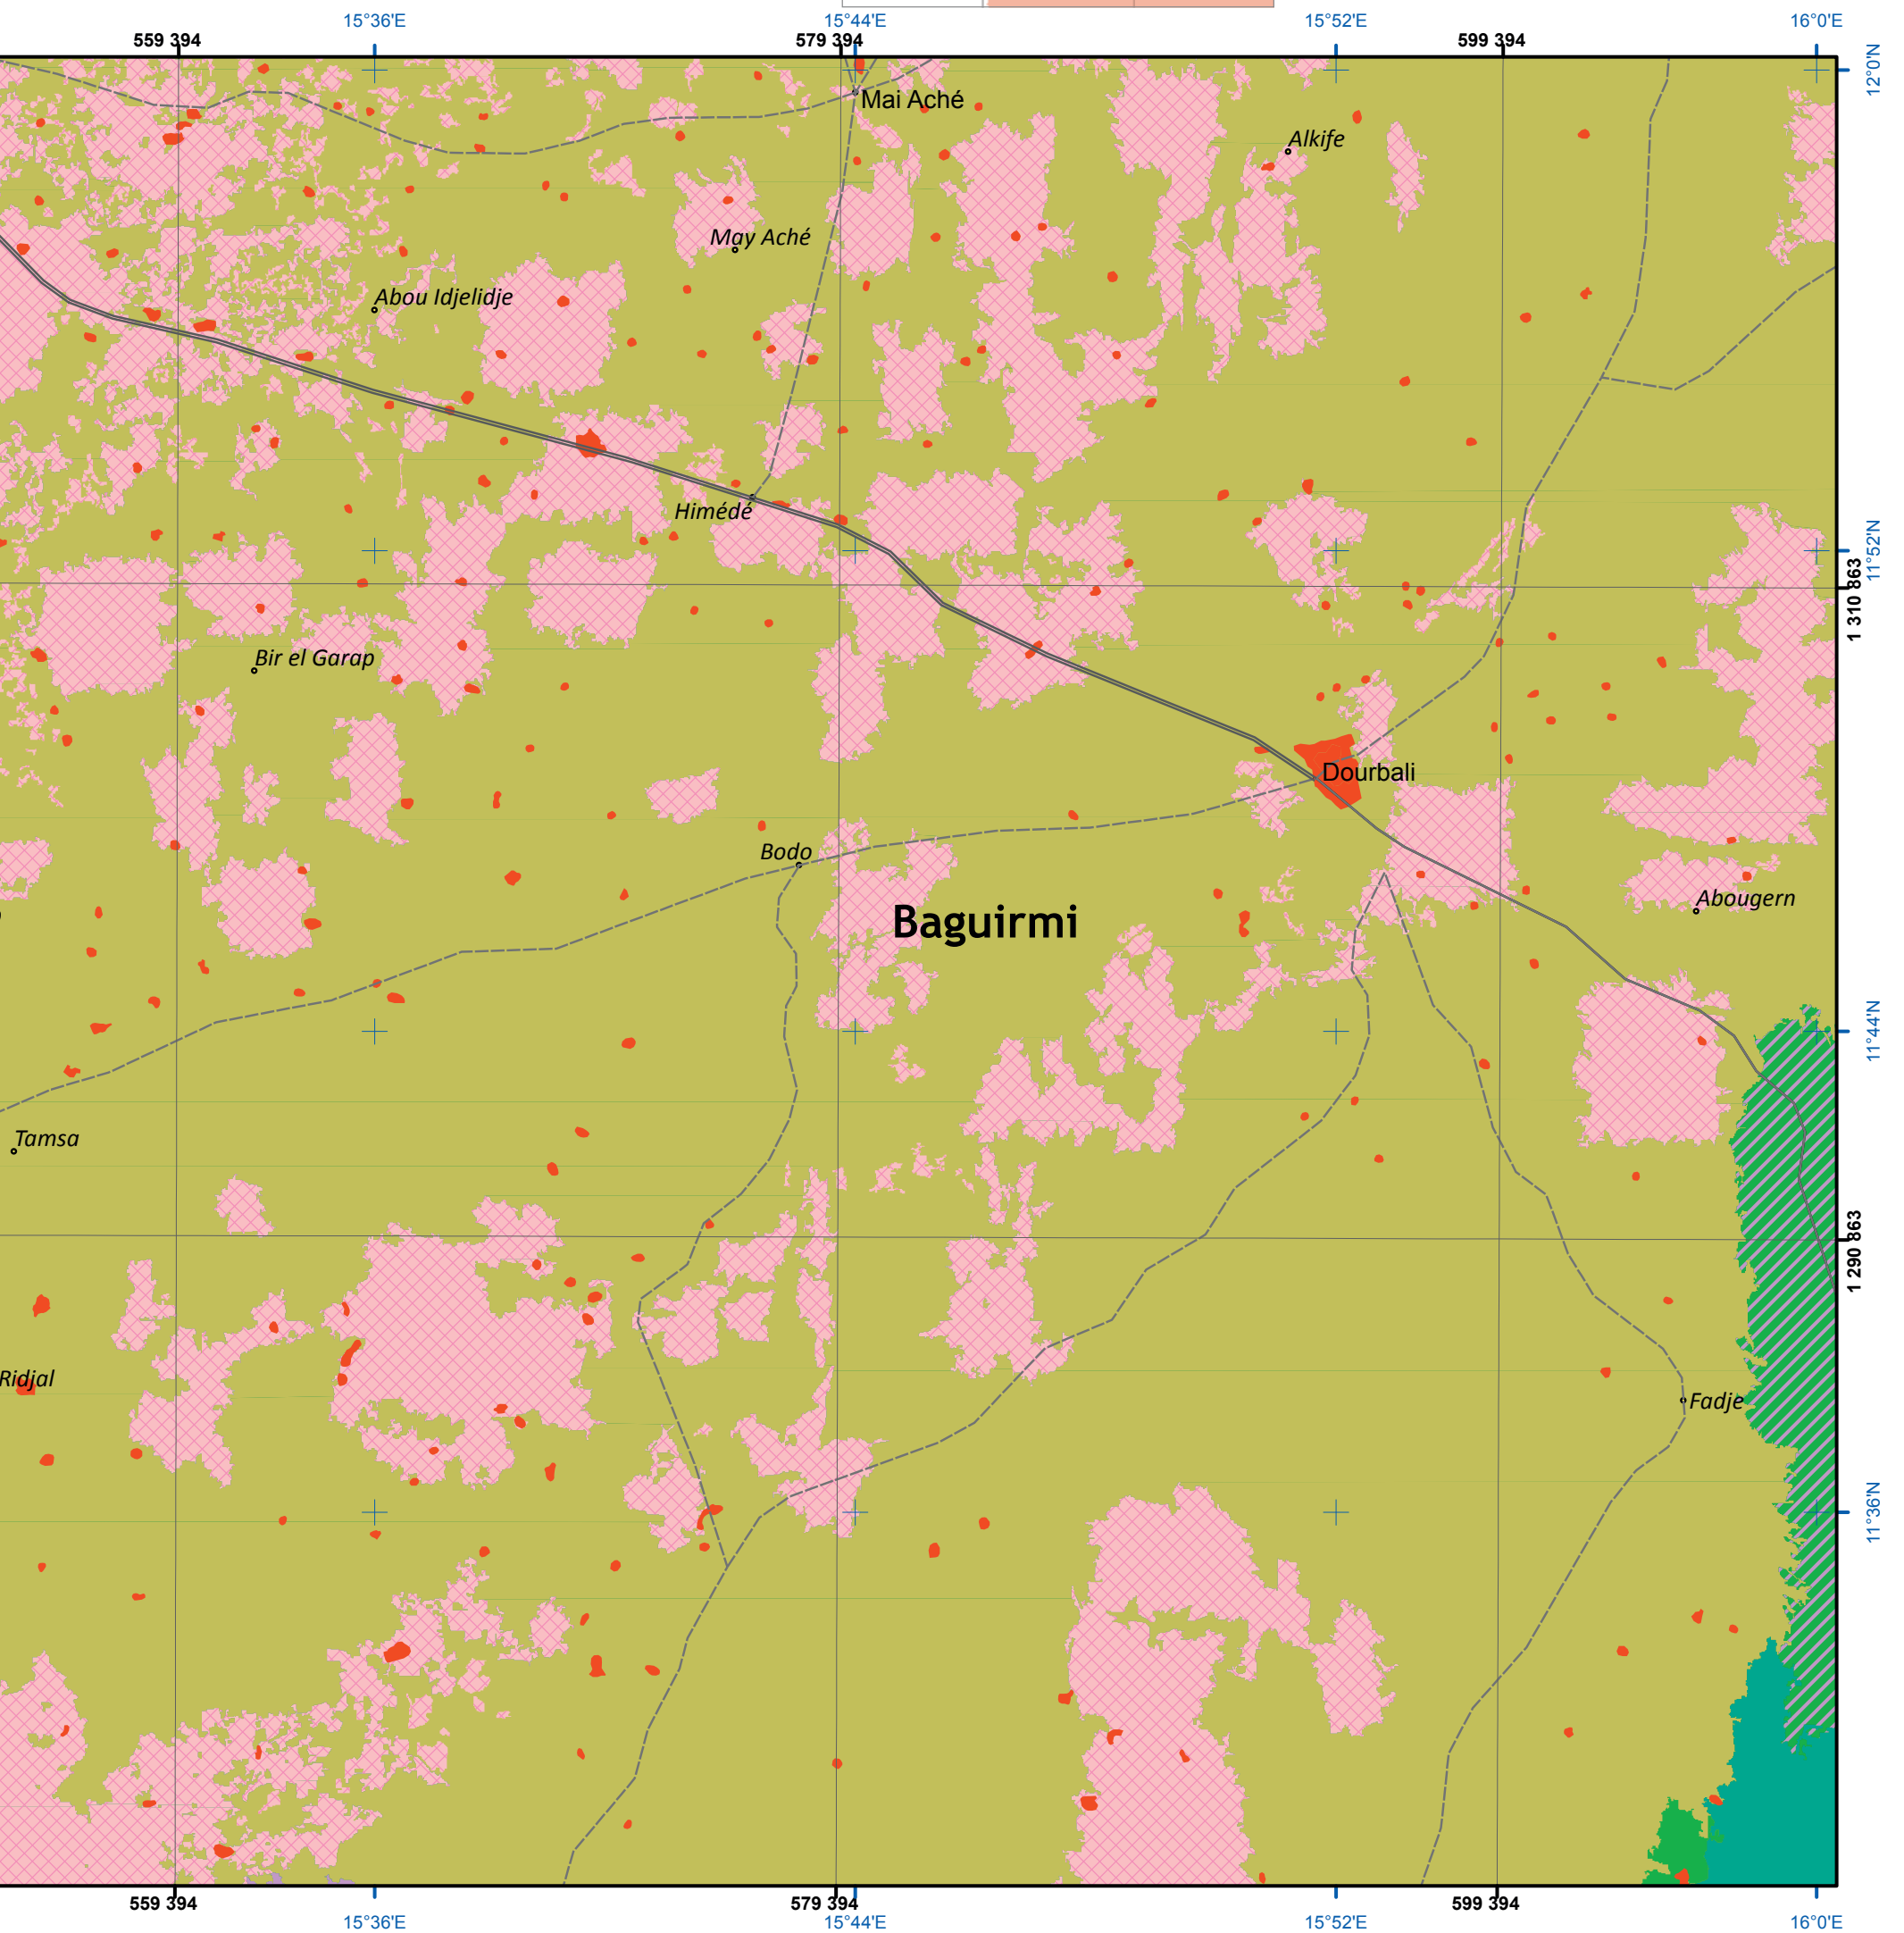 15°36'E
15°44'E
15°52'E
16°0'E
559 394
579 394
599 394
12°0'N
Mai Aché
Alkife
May Aché
Abou Idjelidje
Himédé
11°52'N
1 310 863
Bir el Garap
Dourbali
Bodo
Abougern
Baguirmi
11°44'N
Tamsa
1 290 863
Ridjal
Fadje
11°36'N
559 394
579 394
599 394
15°36'E
15°44'E
15°52'E
16°0'E